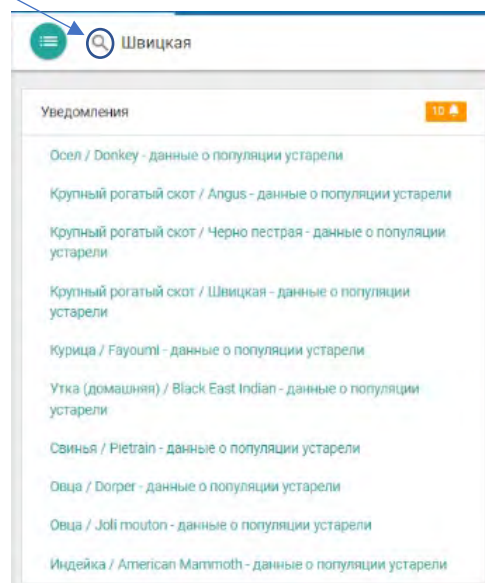 Швицкая
Уведомления
10
Осел / Donkey - данные о популяции устарели
Крупный рогатый скот / Angus - данные о популяции устарели
Крупный рогатый скот / Черно пестрая - данные о популяции
устарели
Крупный рогатый скот / Швицкая - данные о популяции
устарели
Курица / Fayoumi - данные о популяции устарели
Утка (домашняя) / Black East Indian - данные о популяции
устарели
Свинья / Pietrain - данные о популяции устарели
Овца / Dorper - данные о популяции устарели
Овца / Joli mouton - данные о популяции устарели
Индейка / American Mammoth - данные о популяции устарели